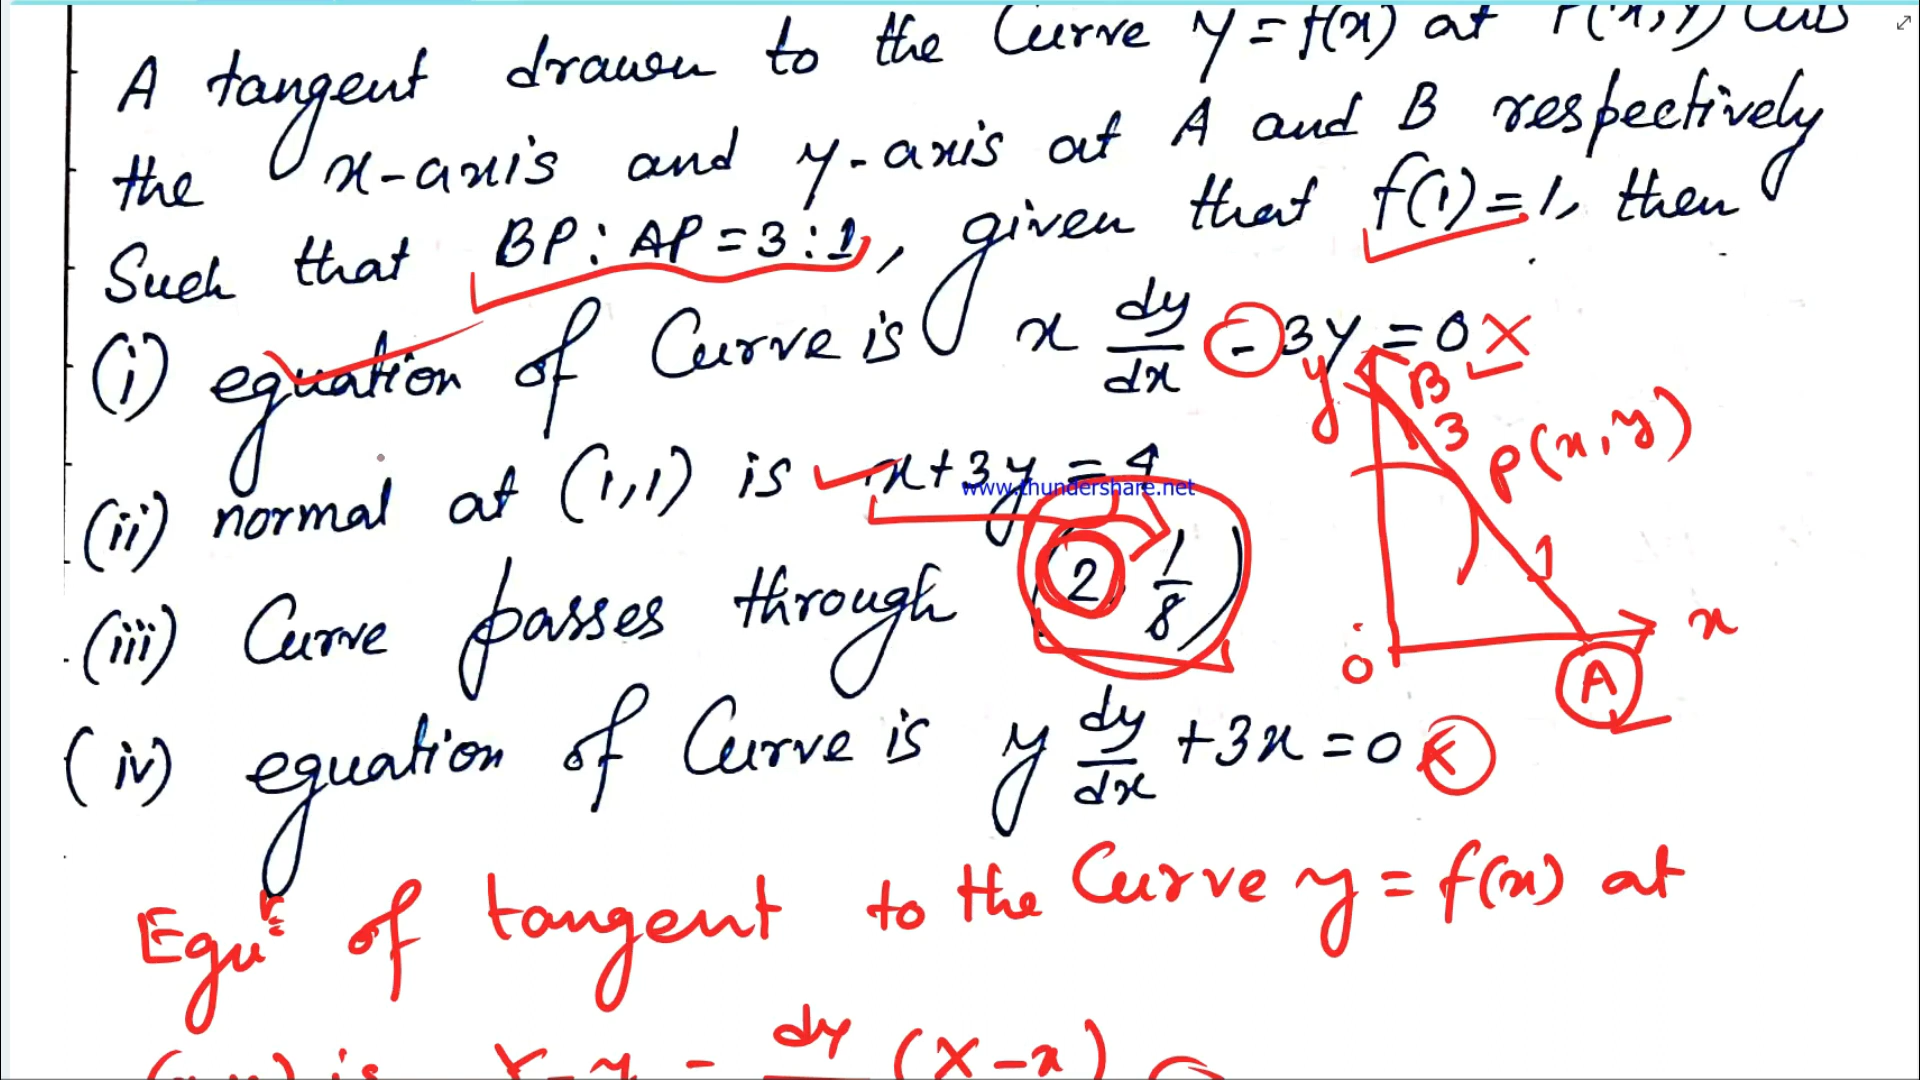 A tangent drawn to the Curve y = f(x) at P(x,y) cuts
the x-axis and y-axis at A and B respectively
Such that BP : AP = 3 : 1, given that f(1) = 1, then
(i) equation of Curve is x dy/dx - 3y = 0 X
(ii) normal at (1,1) is x+3y = 4
www.thundershare.net
(iii) Curve passes through (2, 1/8)
(iv) equation of Curve is y dy/dx + 3x = 0 X
y B 3 P(x,y)
1
O A x
Equⁿ of tangent to the Curve y = f(x) at
is Y - y = dy (X - x)